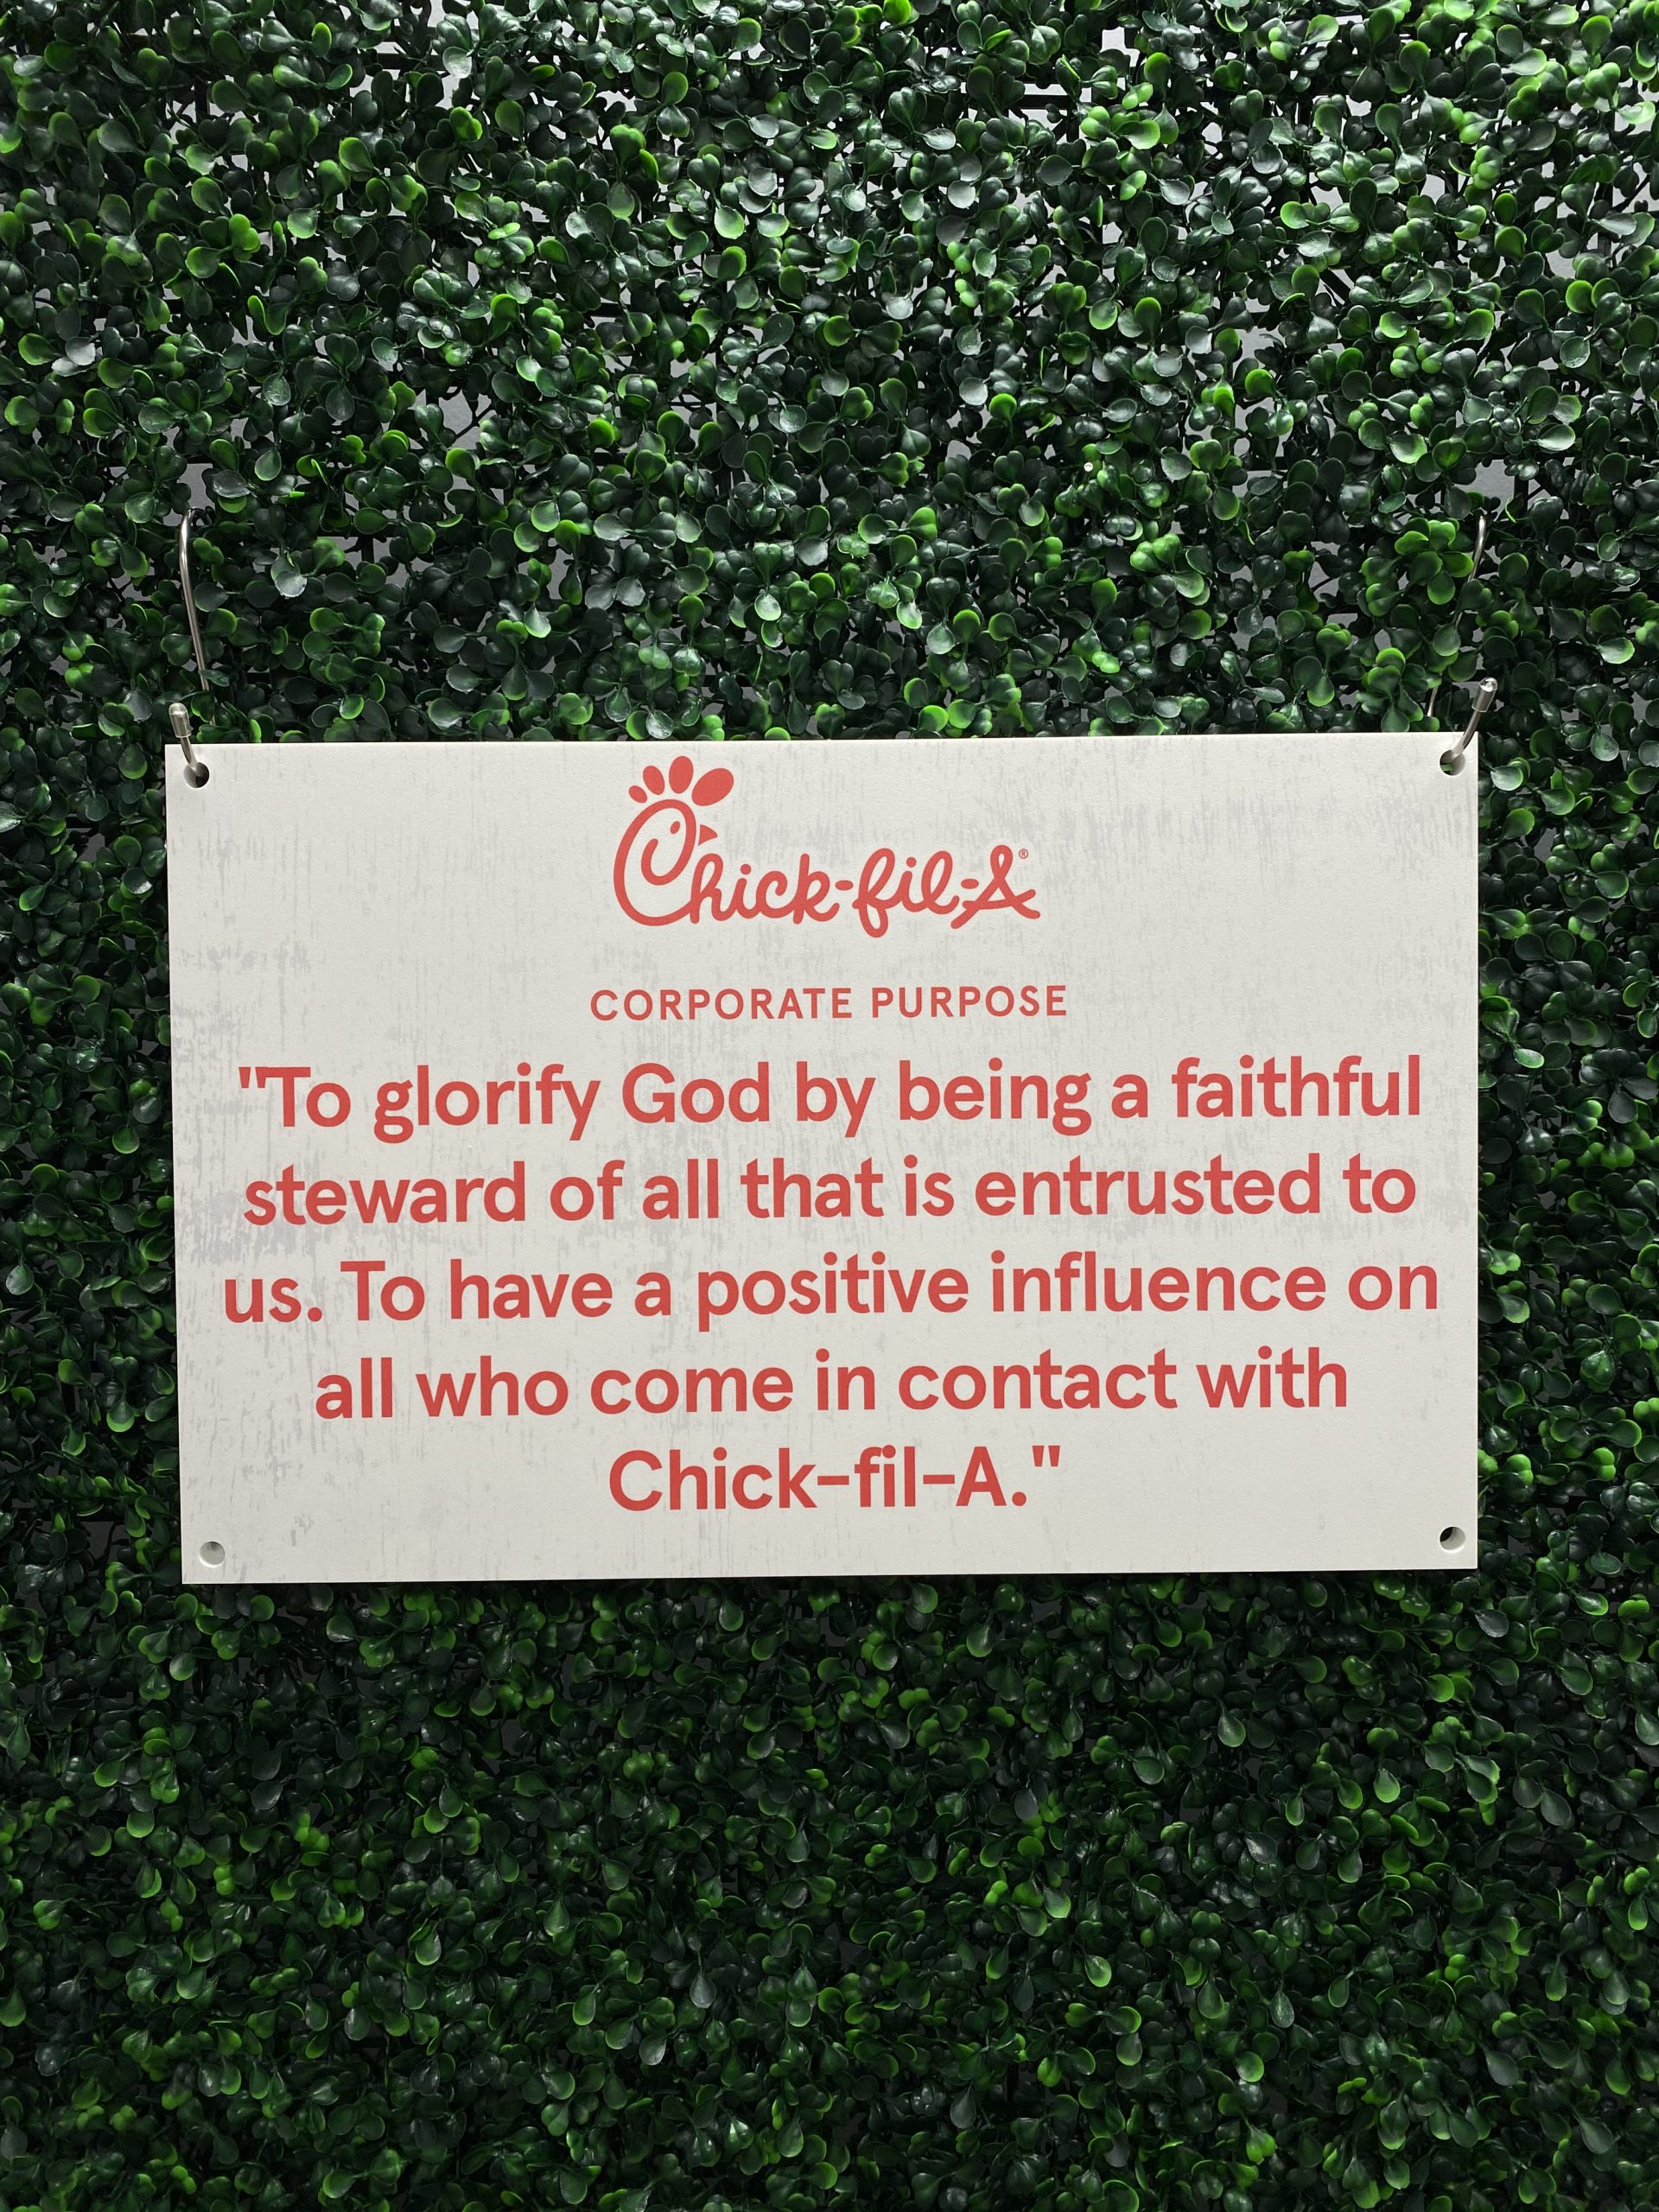 Chick-fil-A®
CORPORATE PURPOSE
"To glorify God by being a faithful
steward of all that is entrusted to
us. To have a positive influence on
all who come in contact with
Chick-fil-A."